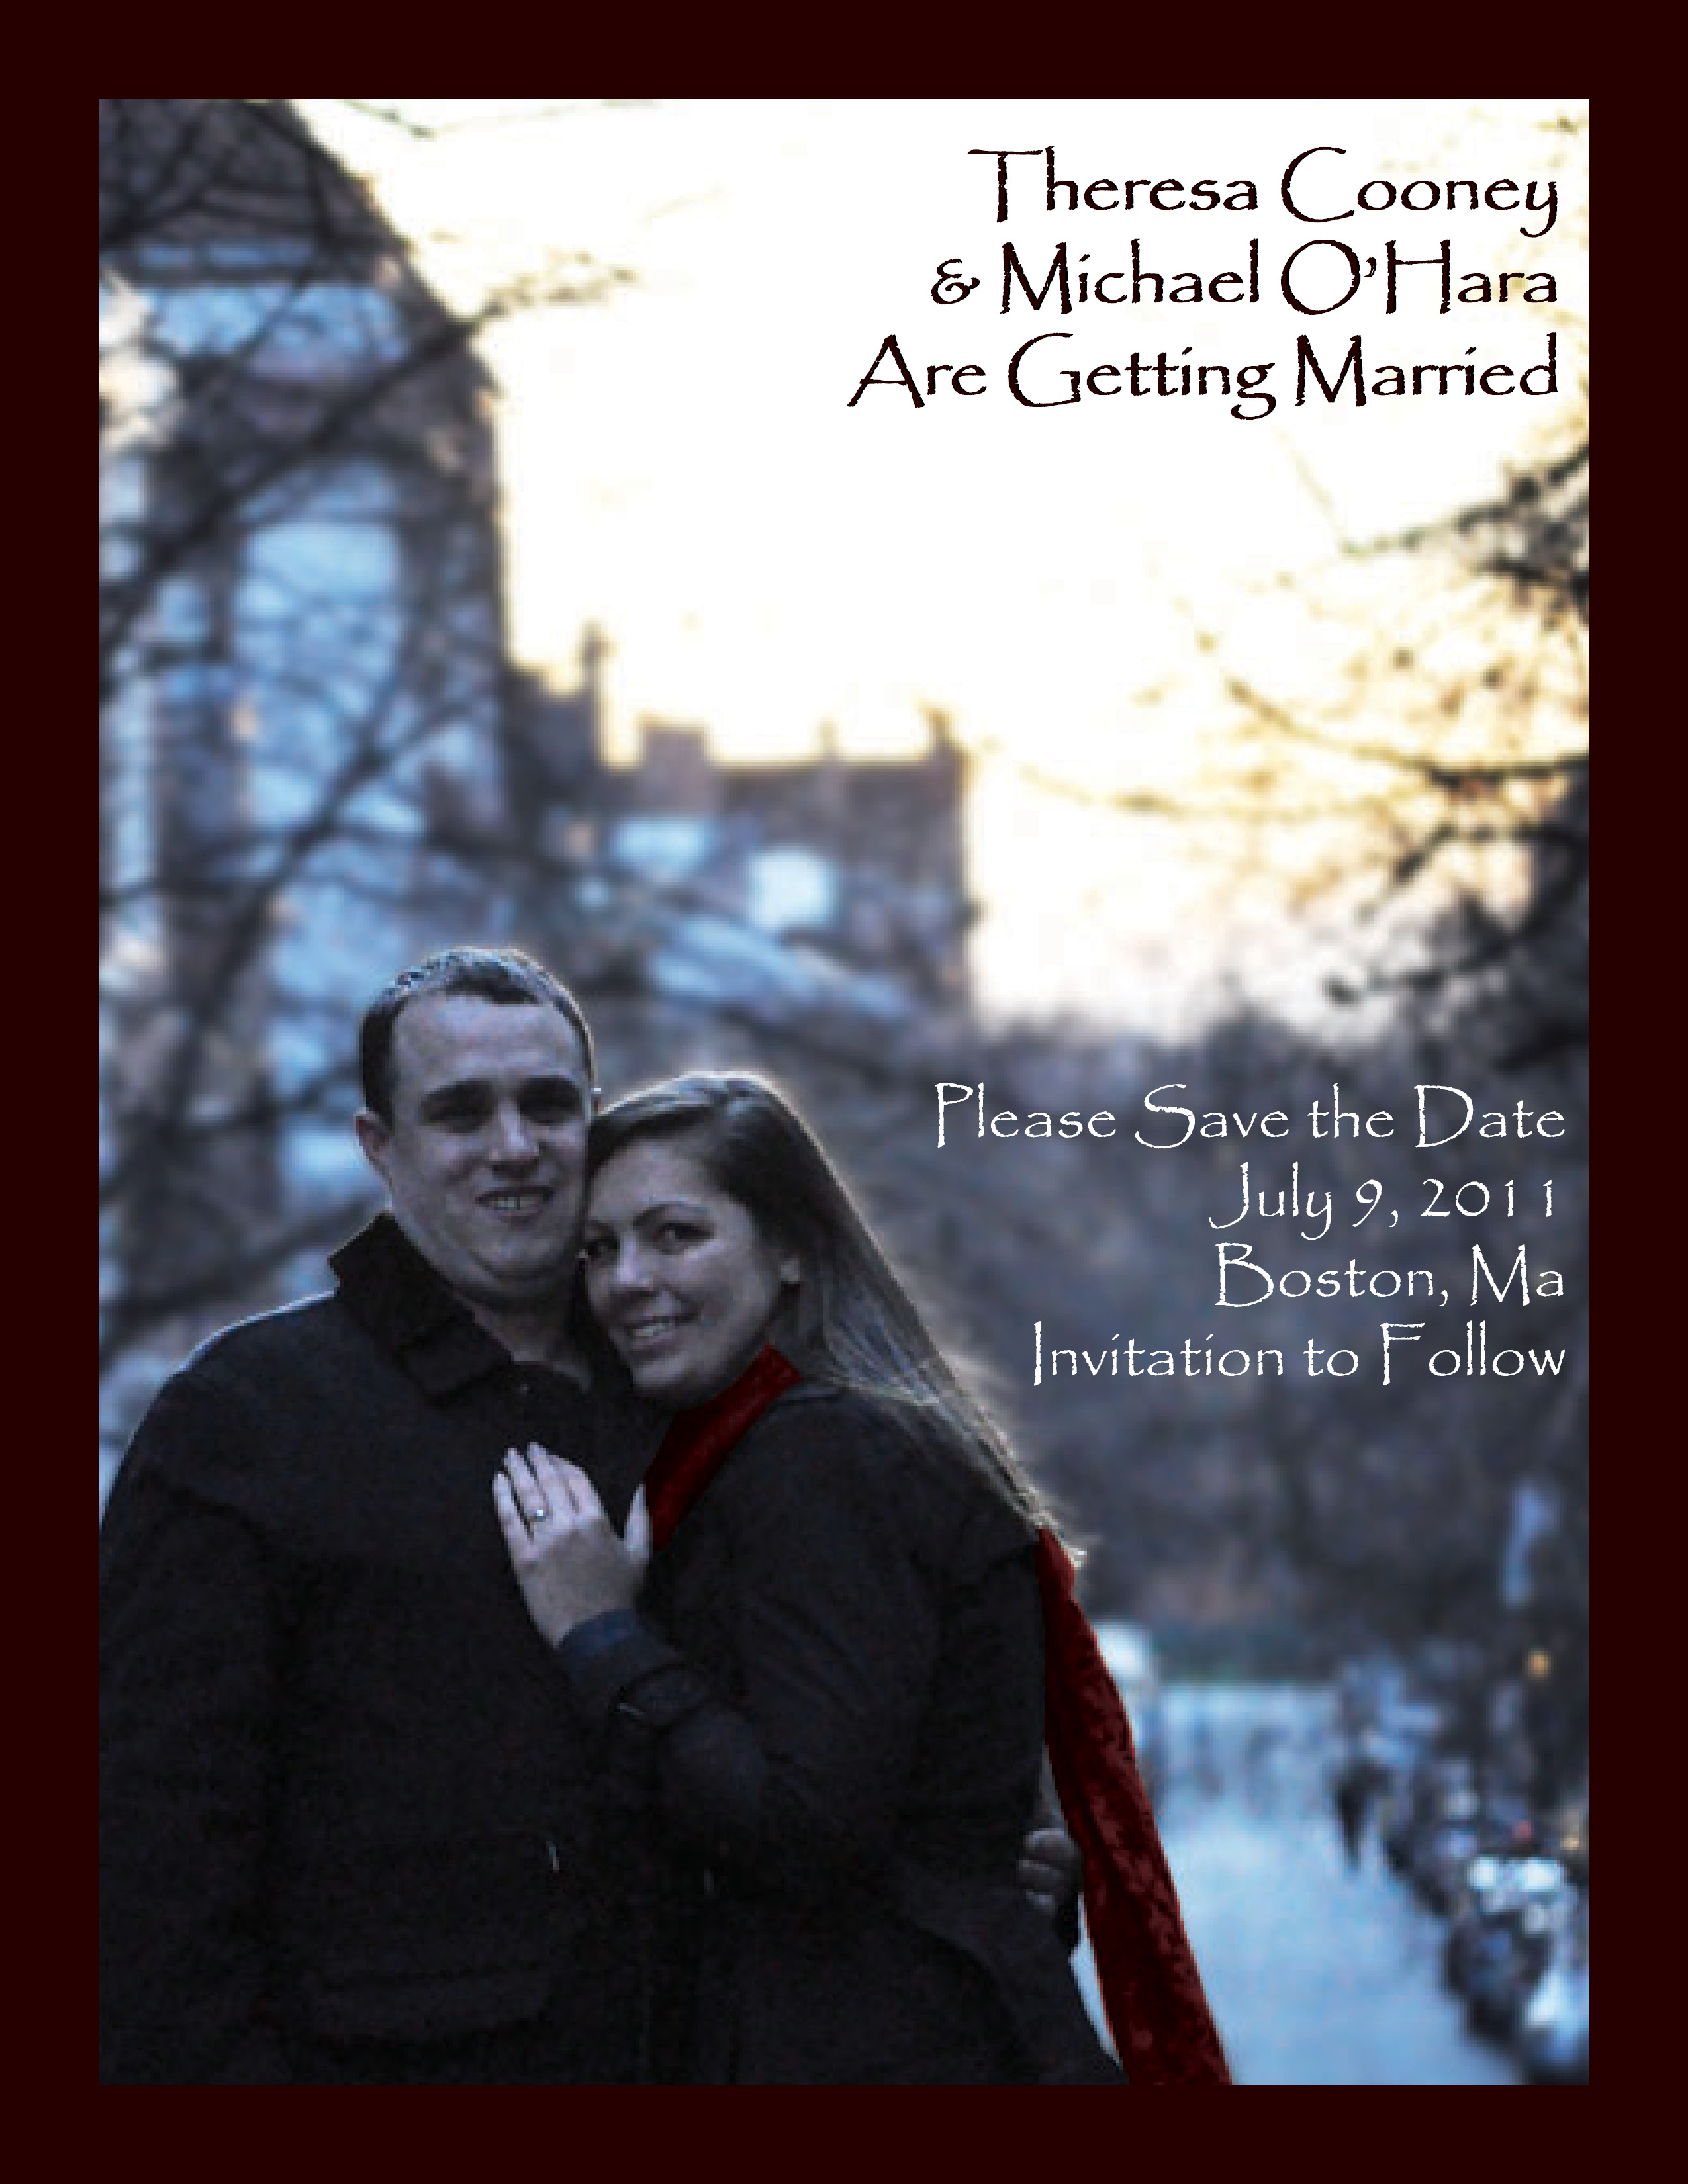 Theresa Cooney
& Michael O'Hara
Are Getting Married
Please Save the Date
July 9, 2011
Boston, Ma
Invitation to Follow